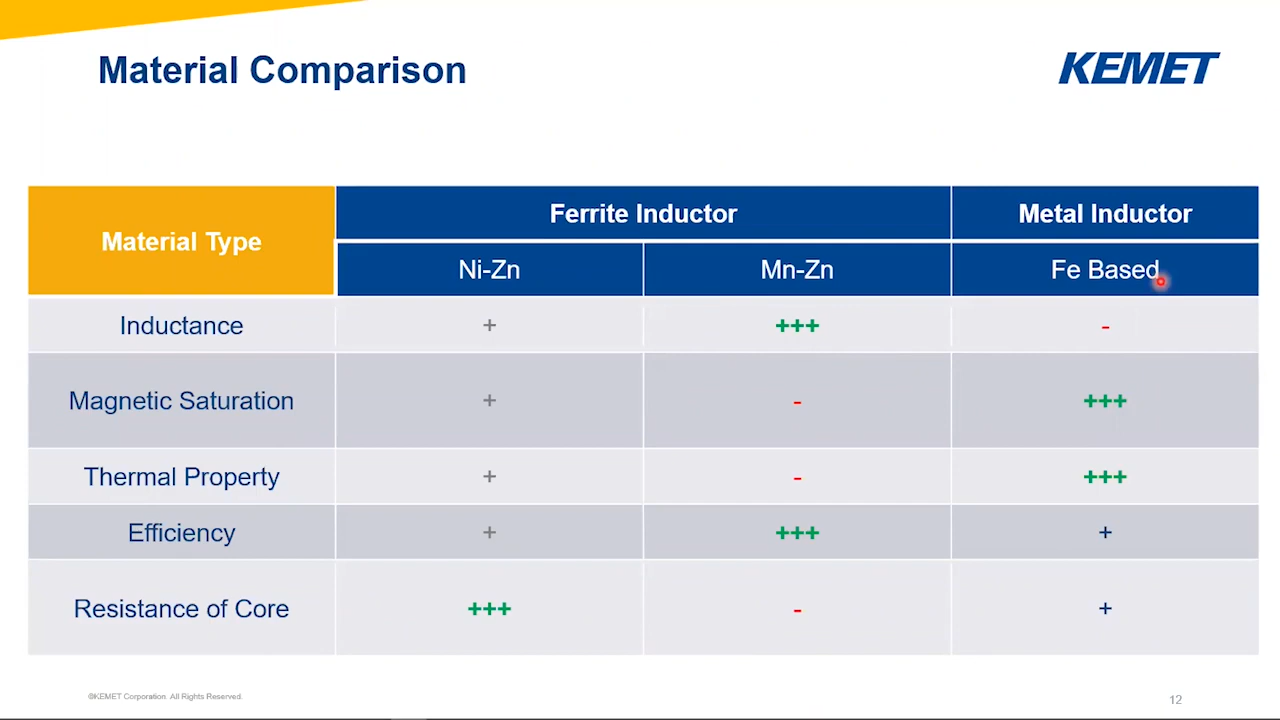 Material Comparison
KEMET
Material Type
Ferrite Inductor
Metal Inductor
Ni-Zn
Mn-Zn
Fe Based
Inductance
+
+++
-
Magnetic Saturation
+
-
+++
Thermal Property
+
-
+++
Efficiency
+
+++
+
Resistance of Core
+++
-
+
©KEMET Corporation. All Rights Reserved.
12